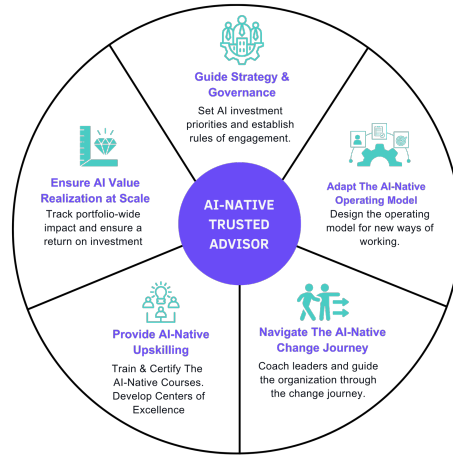 Guide Strategy &
Governance
Set AI investment
priorities and establish
rules of engagement.
Adapt The AI-Native
Operating Model
Design the operating
model for new ways of
working.
Navigate The AI-Native
Change Journey
Coach leaders and guide
the organization through
the change journey.
Provide AI-Native
Upskilling
Train & Certify The
AI-Native Courses.
Develop Centers of
Excellence
Ensure AI Value
Realization at Scale
Track portfolio-wide
impact and ensure a
return on investment
AI-NATIVE
TRUSTED
ADVISOR